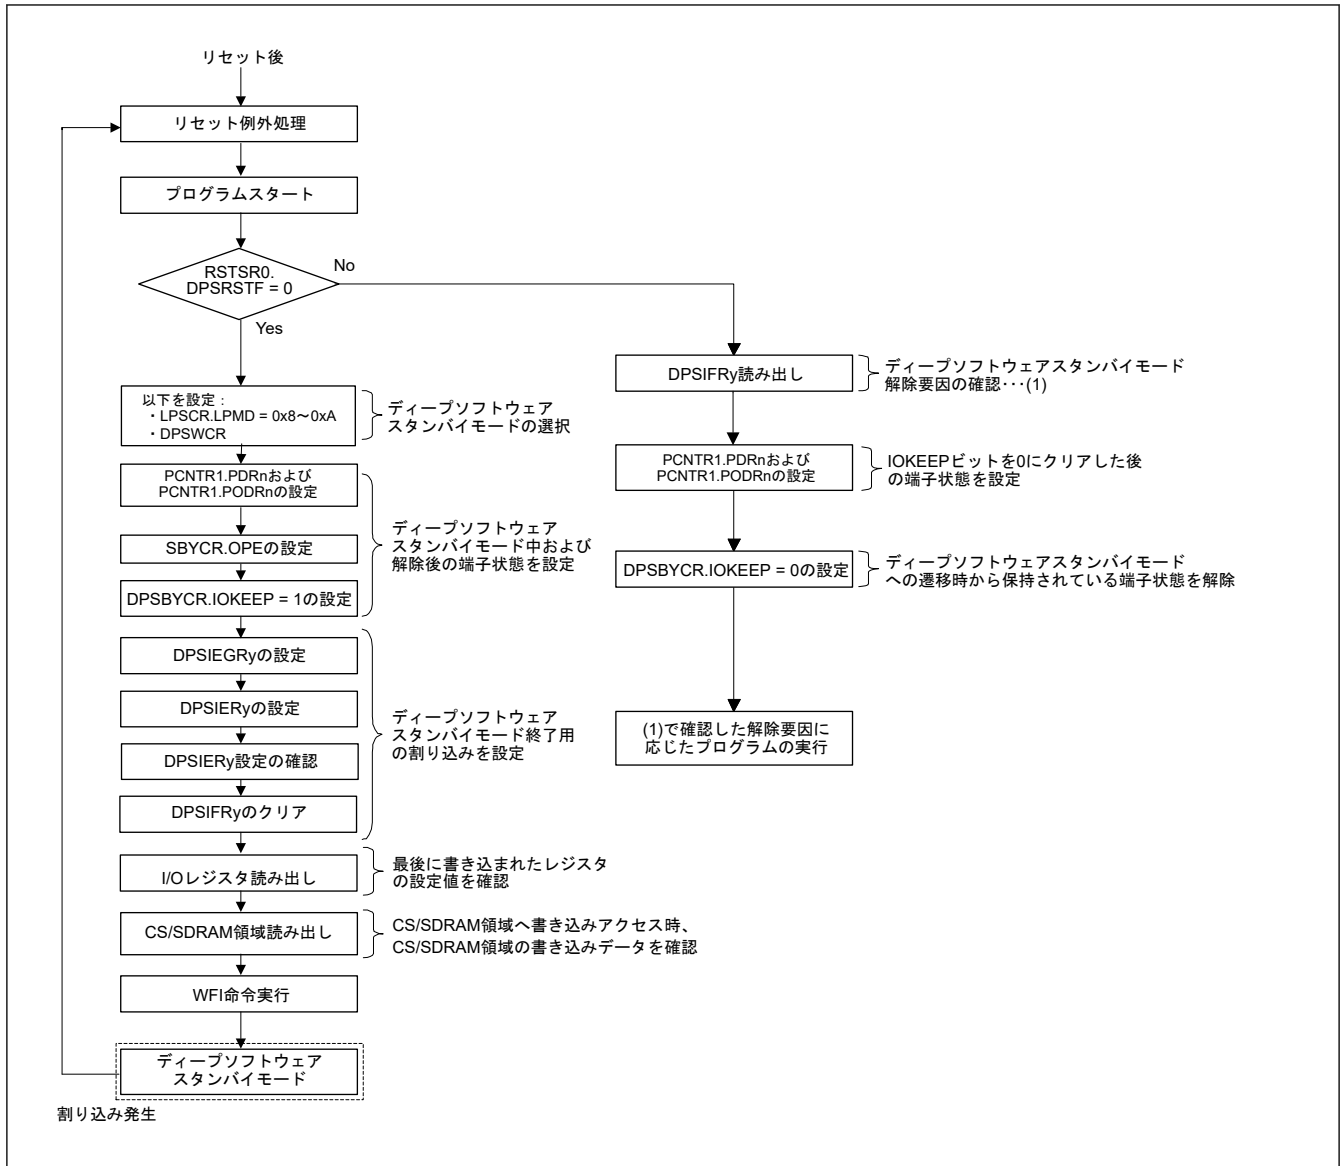 リセット後
リセット例外処理
プログラムスタート
RSTSR0.
DPSRSTF = 0
No
Yes
以下を設定：
・LPSCR.LPMD = 0x8～0xA
・DPSWCR
ディープソフトウェア
スタンバイモードの選択
PCNTR1.PDRnおよび
PCNTR1.PODRnの設定
SBYCR.OPEの設定
DPSBYCR.IOKEEP = 1の設定
ディープソフトウェア
スタンバイモード中および
解除後の端子状態を設定
DPSIEGRyの設定
DPSIERyの設定
DPSIERy設定の確認
DPSIFRyのクリア
ディープソフトウェア
スタンバイモード終了用
の割り込みを設定
I/Oレジスタ読み出し
最後に書き込まれたレジスタ
の設定値を確認
CS/SDRAM領域読み出し
CS/SDRAM領域へ書き込みアクセス時、
CS/SDRAM領域の書き込みデータを確認
WFI命令実行
ディープソフトウェア
スタンバイモード
割り込み発生
DPSIFRy読み出し
ディープソフトウェアスタンバイモード
解除要因の確認･･･(1)
PCNTR1.PDRnおよび
PCNTR1.PODRnの設定
IOKEEPビットを0にクリアした後
の端子状態を設定
DPSBYCR.IOKEEP = 0の設定
ディープソフトウェアスタンバイモード
への遷移時から保持されている端子状態を解除
(1)で確認した解除要因に
応じたプログラムの実行